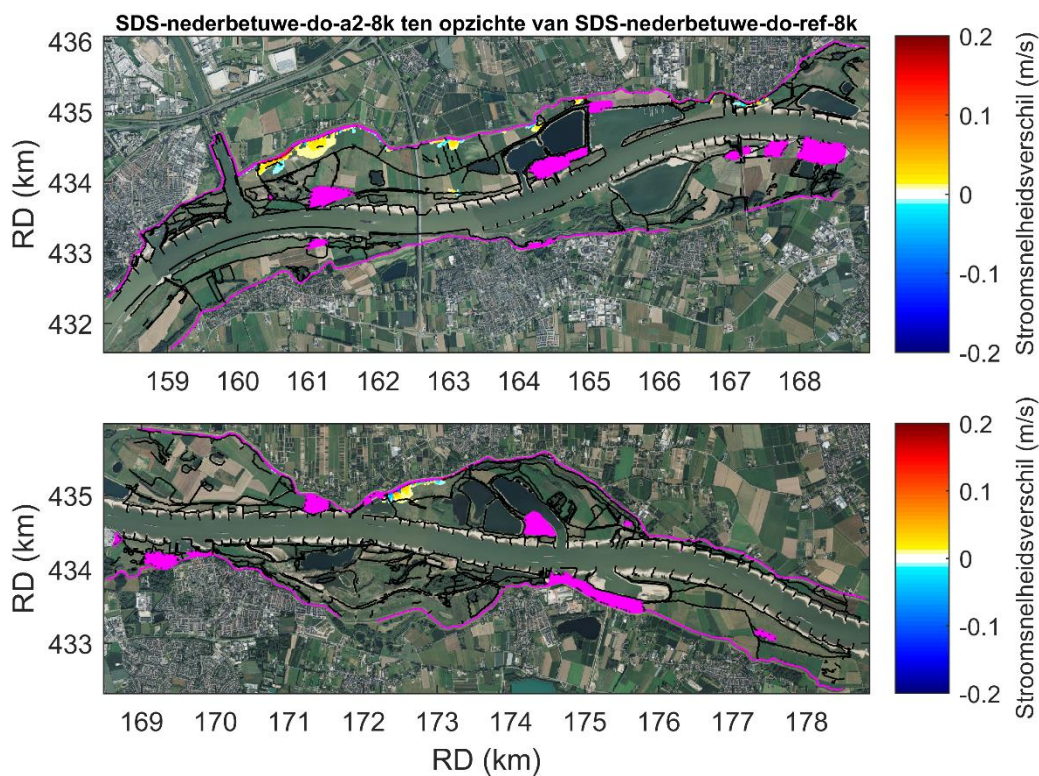 SDS-nederbetuwe-do-a2-8k ten opzichte van SDS-nederbetuwe-do-ref-8k
436
435
434
433
432
RD (km)
159 160 161 162 163 164 165 166 167 168
0.2
0.1
0
-0.1
-0.2
Stroomsnelheidsverschil (m/s)
435
434
433
RD (km)
169 170 171 172 173 174 175 176 177 178
RD (km)
0.2
0.1
0
-0.1
-0.2
Stroomsnelheidsverschil (m/s)